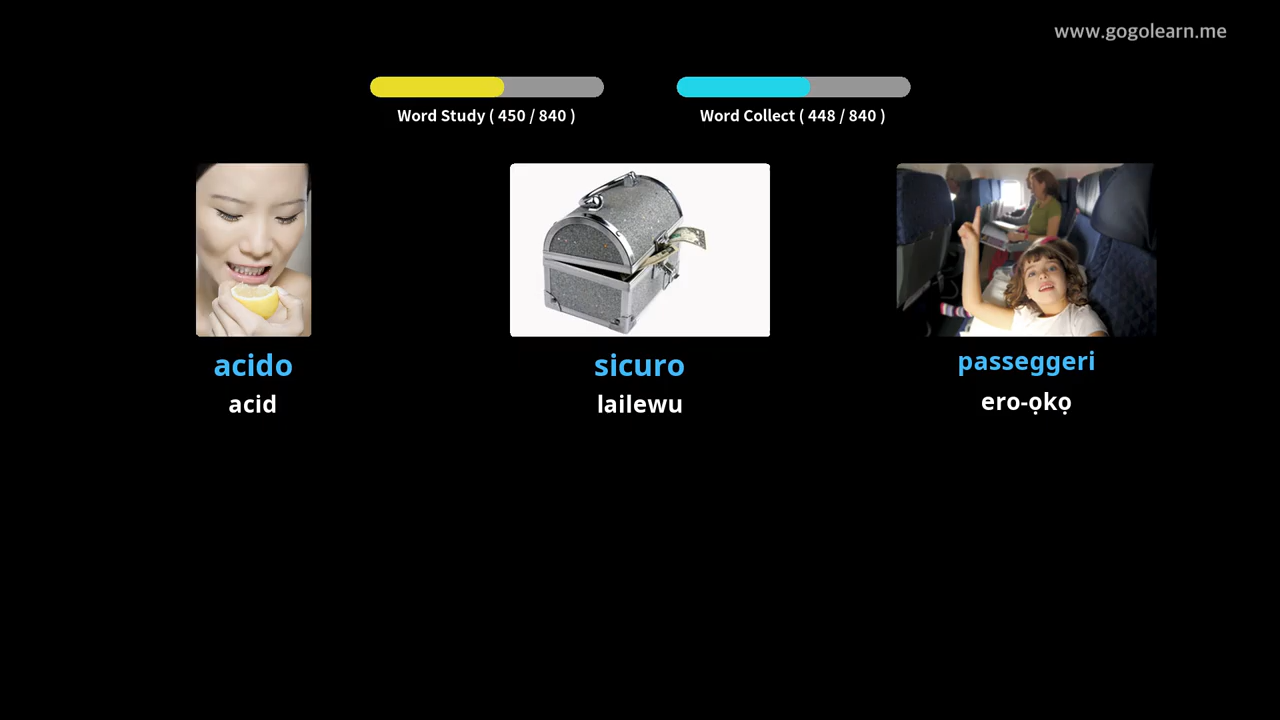 www.gogolearn.me
Word Study ( 450 / 840 )
Word Collect ( 448 / 840 )
acido
acid
sicuro
lailewu
passeggeri
ero-ọkọ